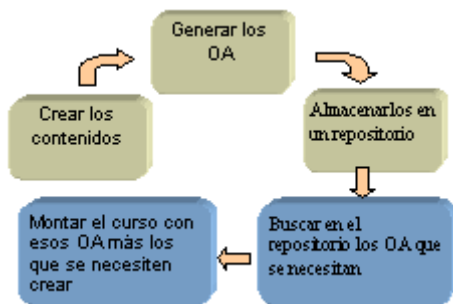 Generar los
OA
Crear los
contenidos
Almacenarlos en
un repositorio
Buscar en el
repositorio los OA que
se necesitan
Montar el curso con
esos OA más los
que se necesiten
crear